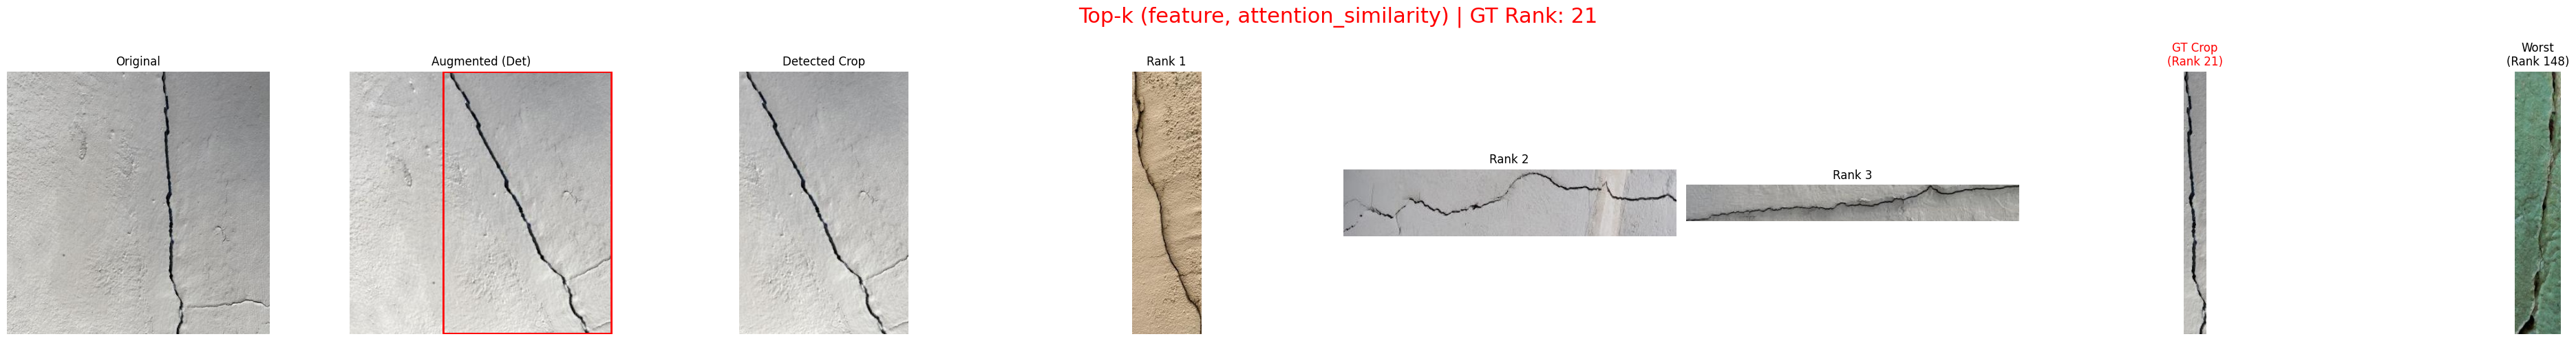 Top-k (feature, attention_similarity) | GT Rank: 21
Original
Augmented (Det)
Detected Crop
Rank 1
Rank 2
Rank 3
GT Crop
(Rank 21)
Worst
(Rank 148)